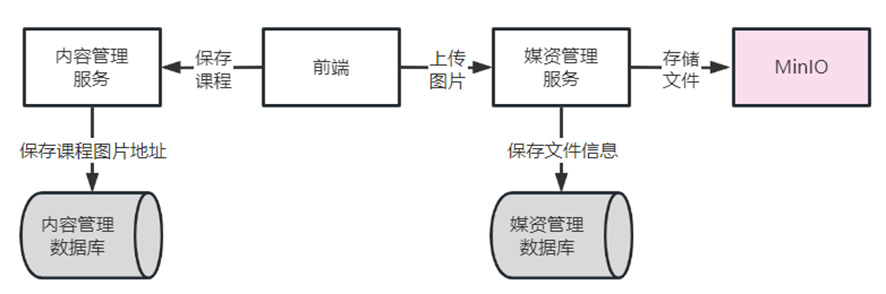 内容管理
服务
保存
课程
前端
上传
图片
媒资管理
服务
存储
文件
MinIO
保存课程图片地址
保存文件信息
内容管理
数据库
媒资管理
数据库